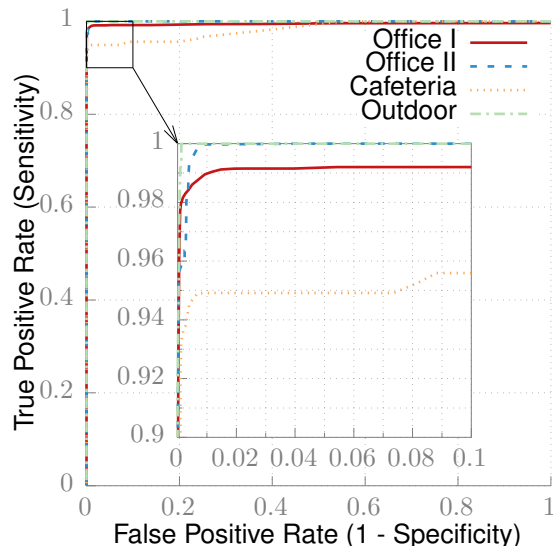 1
0.8
0.6
0.4
0.2
0
True Positive Rate (Sensitivity)
Office I
Office II
Cafeteria
Outdoor
1
0.98
0.96
0.94
0.92
0.9
0 0.02 0.04 0.06 0.08 0.1
0 0.2 0.4 0.6 0.8 1
False Positive Rate (1 - Specificity)